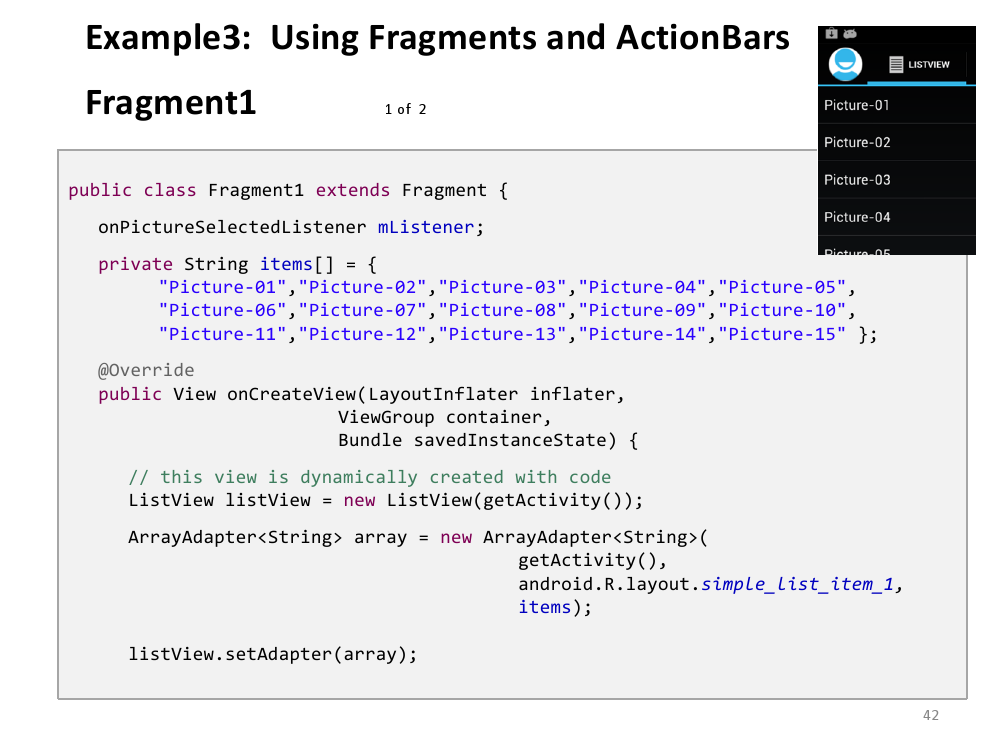 Example3: Using Fragments and ActionBars
Fragment1
1 of 2
LISTVIEW
Picture-01
Picture-02
Picture-03
Picture-04
Picture-05
public class Fragment1 extends Fragment {
onPictureSelectedListener mListener;
private String items[] = {
"Picture-01","Picture-02","Picture-03","Picture-04","Picture-05",
"Picture-06","Picture-07","Picture-08","Picture-09","Picture-10",
"Picture-11","Picture-12","Picture-13","Picture-14","Picture-15" };
@Override
public View onCreateView(LayoutInflater inflater,
ViewGroup container,
Bundle savedInstanceState) {
// this view is dynamically created with code
ListView listView = new ListView(getActivity());
ArrayAdapter<String> array = new ArrayAdapter<String>(
getActivity(),
android.R.layout.simple_list_item_1,
items);
listView.setAdapter(array);
42